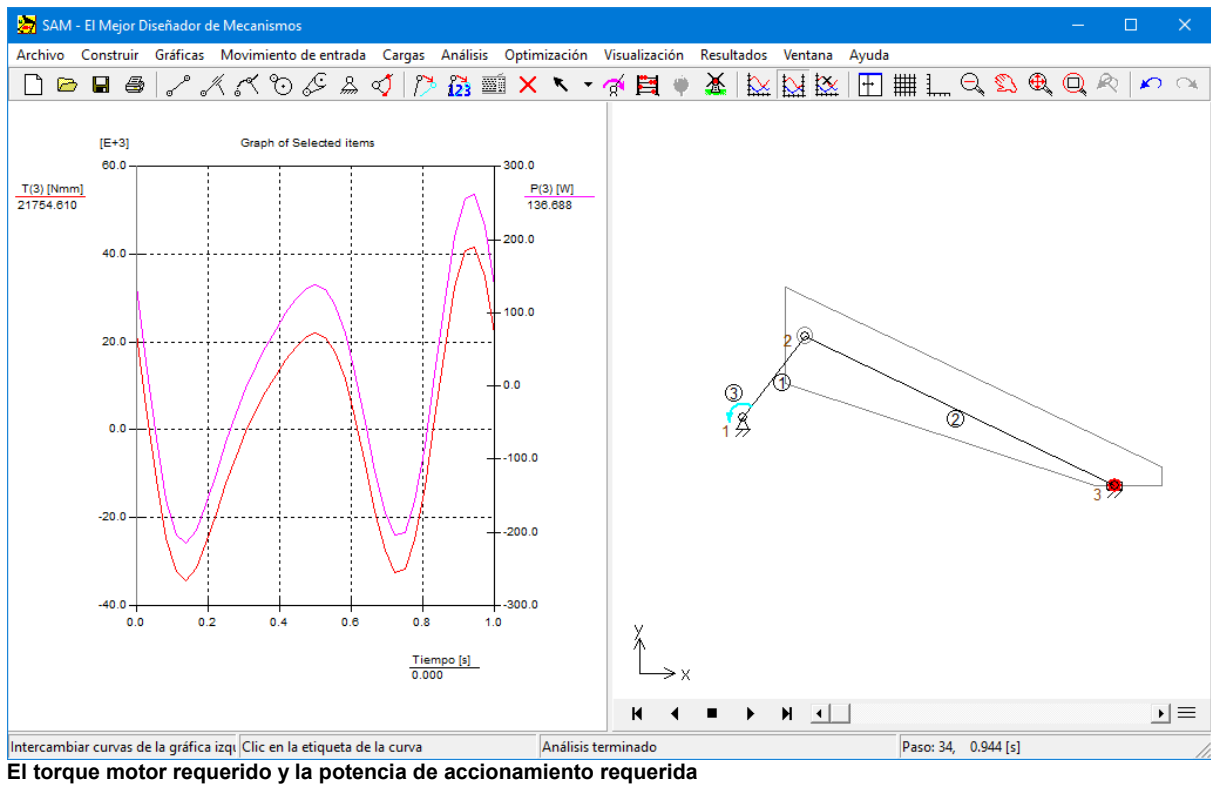 SAM - El Mejor Diseñador de Mecanismos
Archivo Construir Gráficas Movimiento de entrada Cargas Análisis Optimización Visualización Resultados Ventana Ayuda
123
[E+3] Graph of Selected items
60.0 300.0
T(3) [Nmm] P(3) [W]
21754.610 136.688
40.0 200.0
100.0
20.0
0.0
0.0
-100.0
-20.0
-200.0
-40.0 -300.0
0.0 0.2 0.4 0.6 0.8 1.0
Tiempo [s]
0.000
2
1
3
2
1
3
y
x
Intercambiar curvas de la gráfica izqu Clic en la etiqueta de la curva Análisis terminado Paso: 34, 0.944 [s]
El torque motor requerido y la potencia de accionamiento requerida